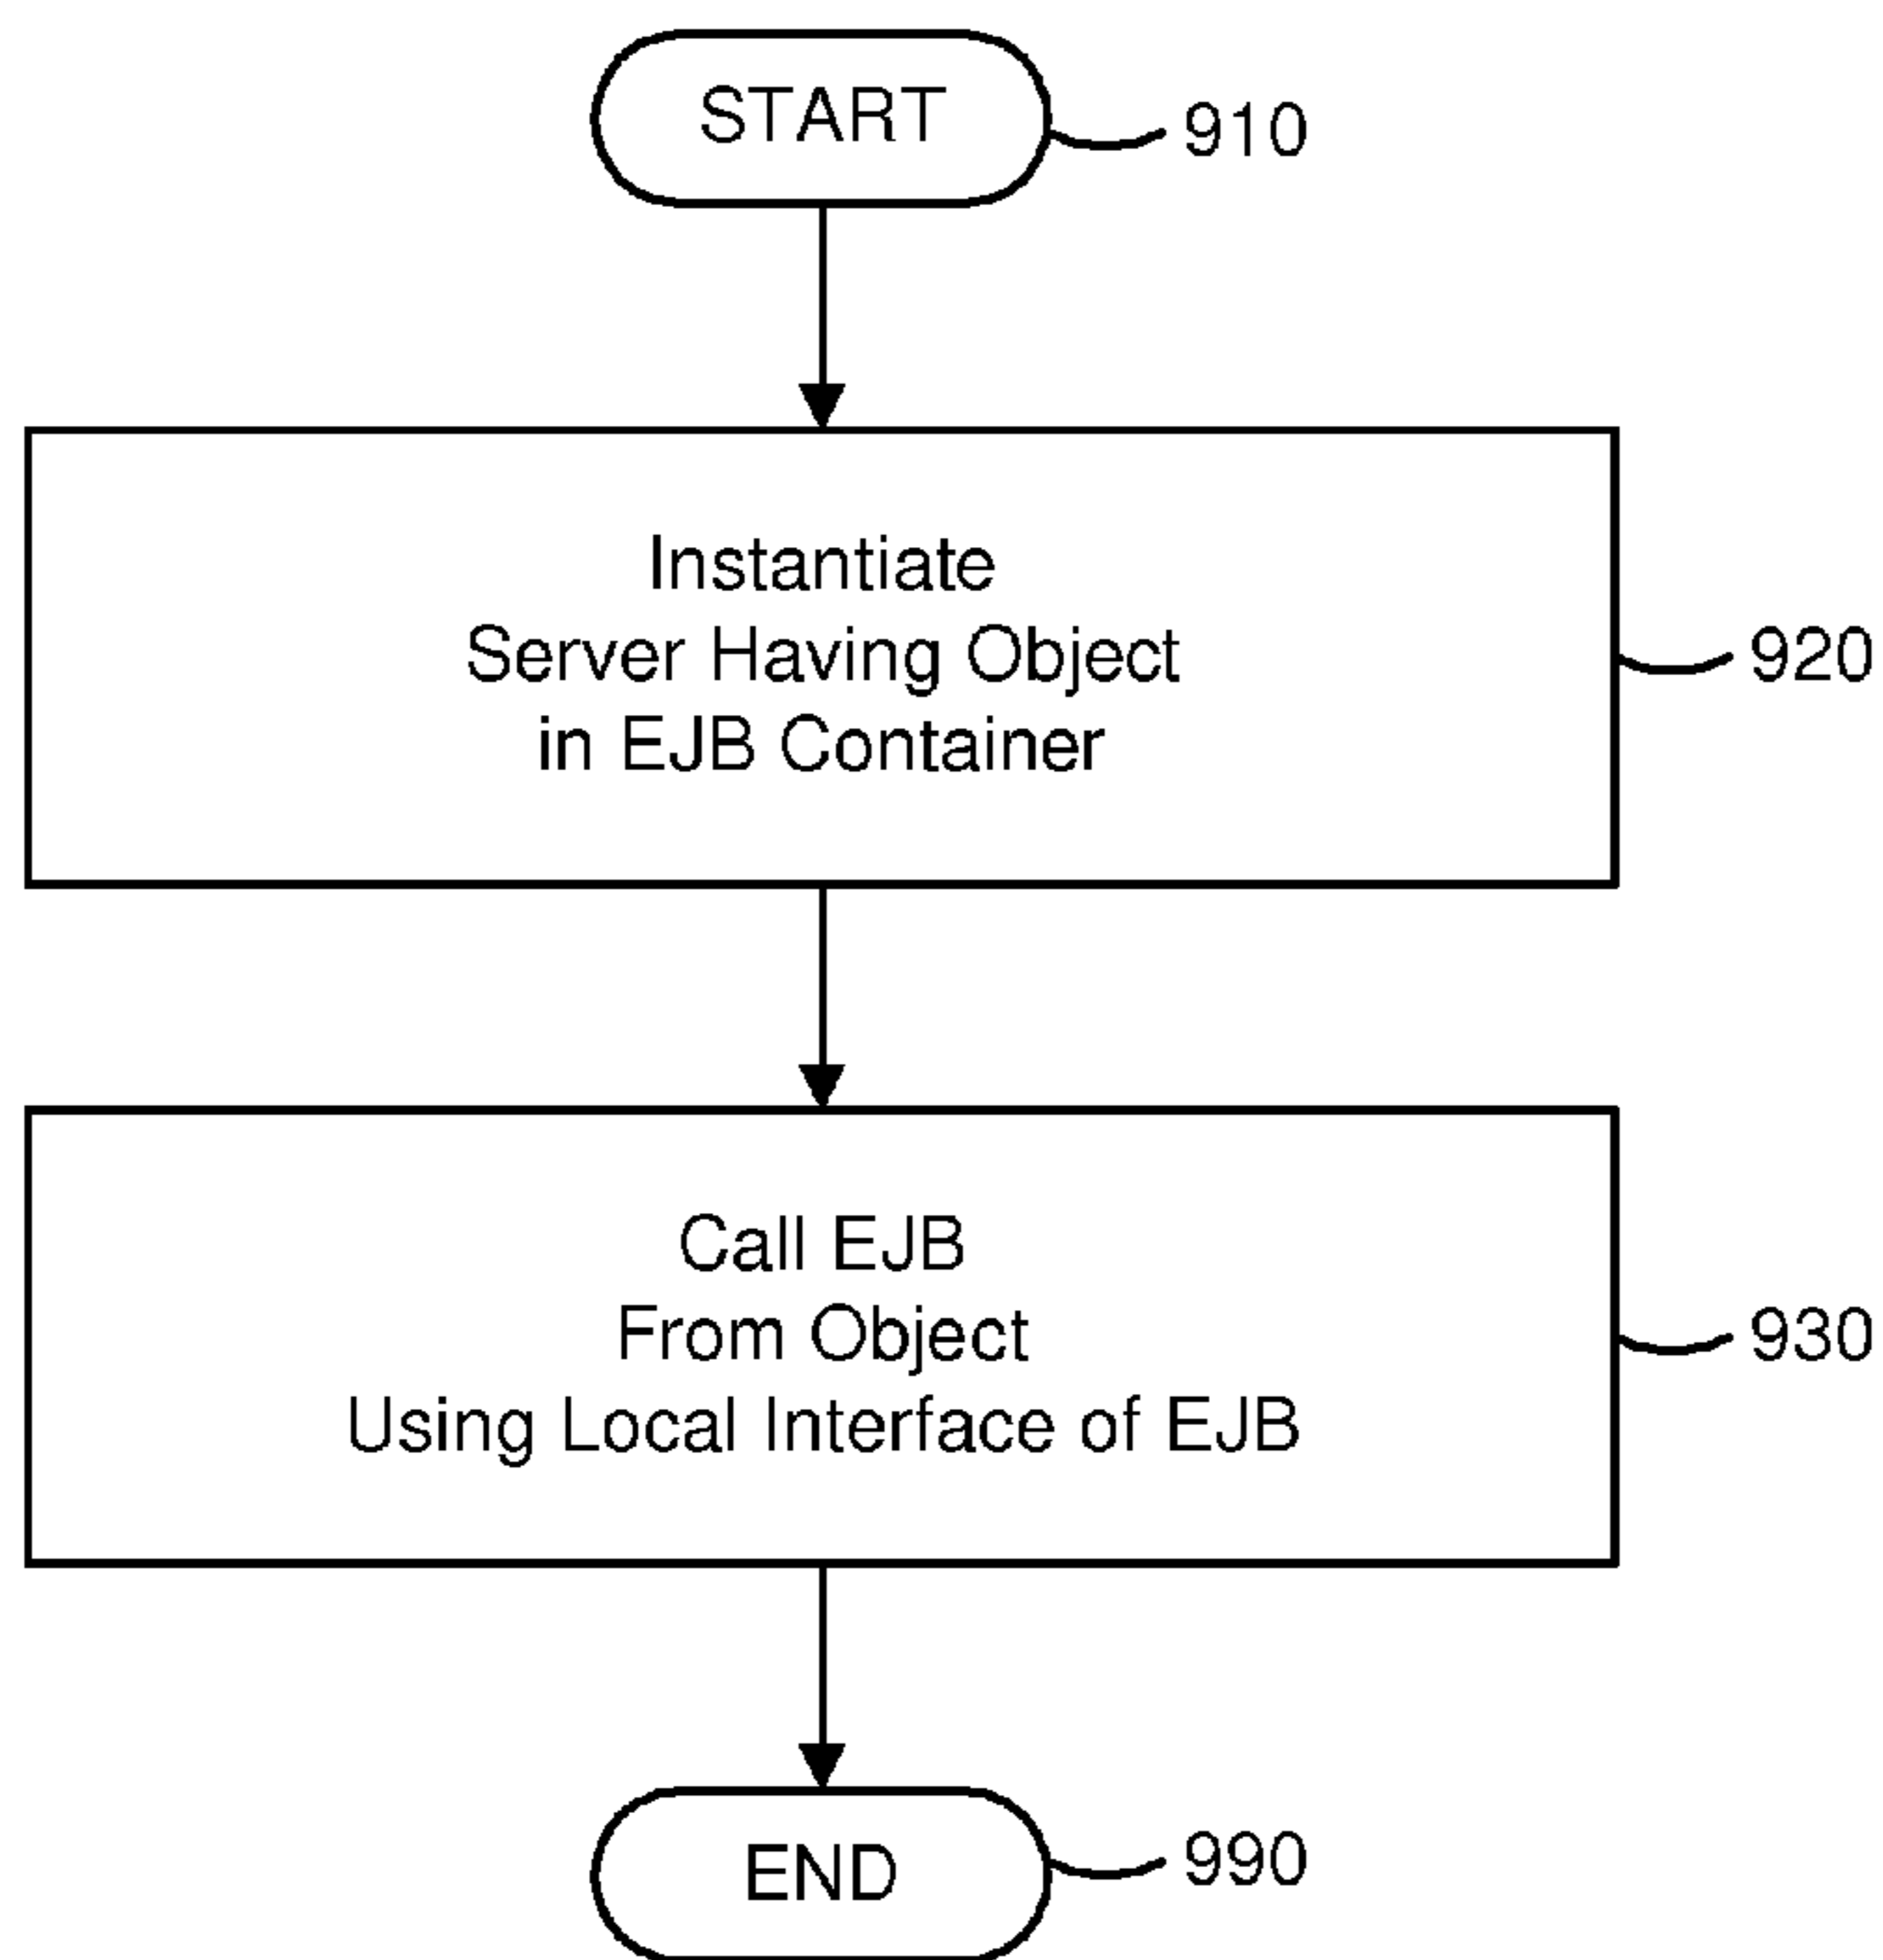 START
910
Instantiate
Server Having Object
in EJB Container
920
Call EJB
From Object
Using Local Interface of EJB
930
END
990